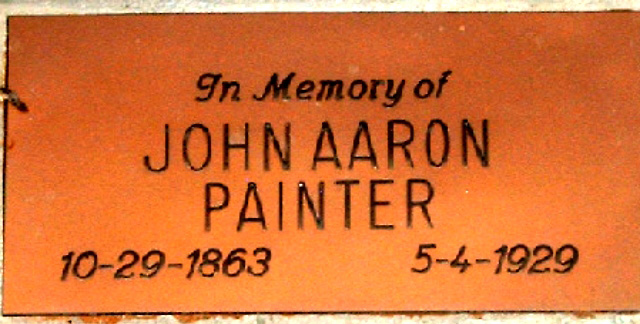 In Memory of
JOHN AARON
PAINTER
10-29-1863 5-4-1929